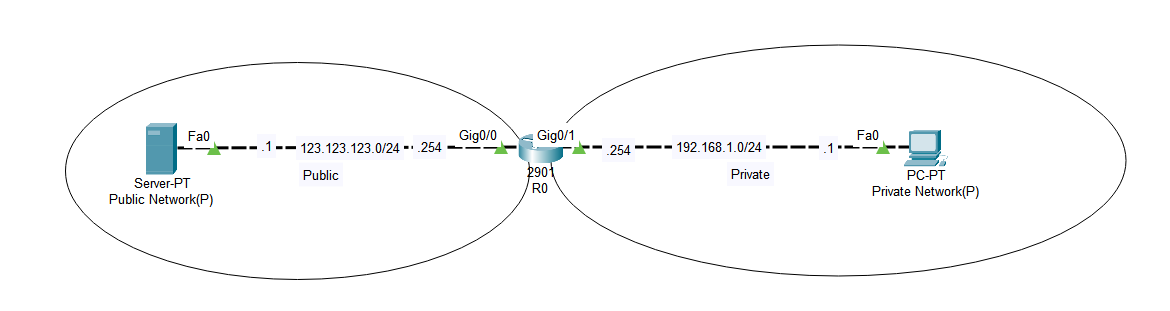 Fa0
.1
123.123.123.0/24
.254
Gig0/0
Gig0/1
.254
192.168.1.0/24
.1
Fa0
Public
Private
Server-PT
Public Network(P)
2901
R0
PC-PT
Private Network(P)